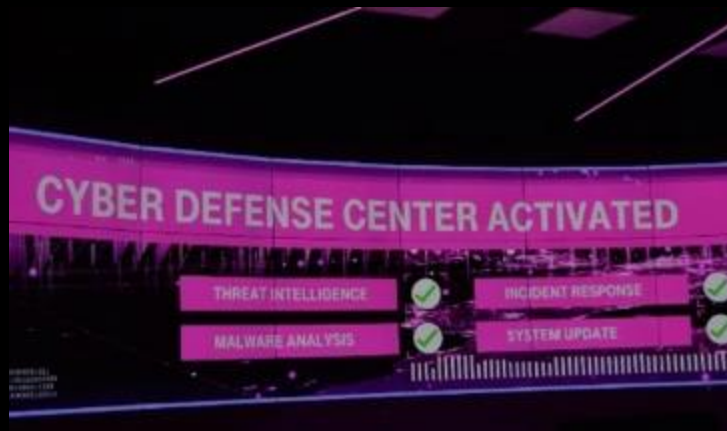 CYBER DEFENSE CENTER ACTIVATED
THREAT INTELLIGENCE
INCIDENT RESPONSE
MALWARE ANALYSIS
SYSTEM UPDATE